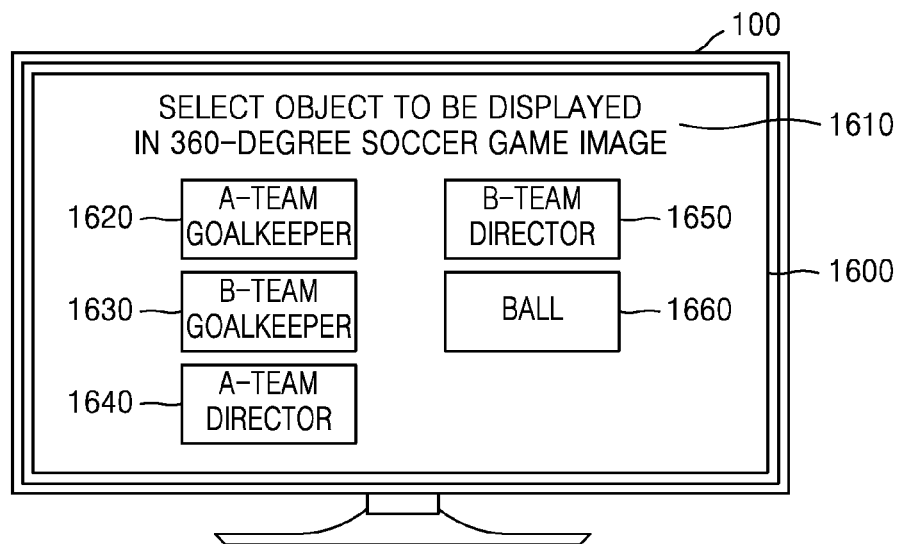 100
SELECT OBJECT TO BE DISPLAYED
IN 360-DEGREE SOCCER GAME IMAGE
1610
1620
A-TEAM
GOALKEEPER
B-TEAM
DIRECTOR
1650
1600
1630
B-TEAM
GOALKEEPER
BALL
1660
1640
A-TEAM
DIRECTOR